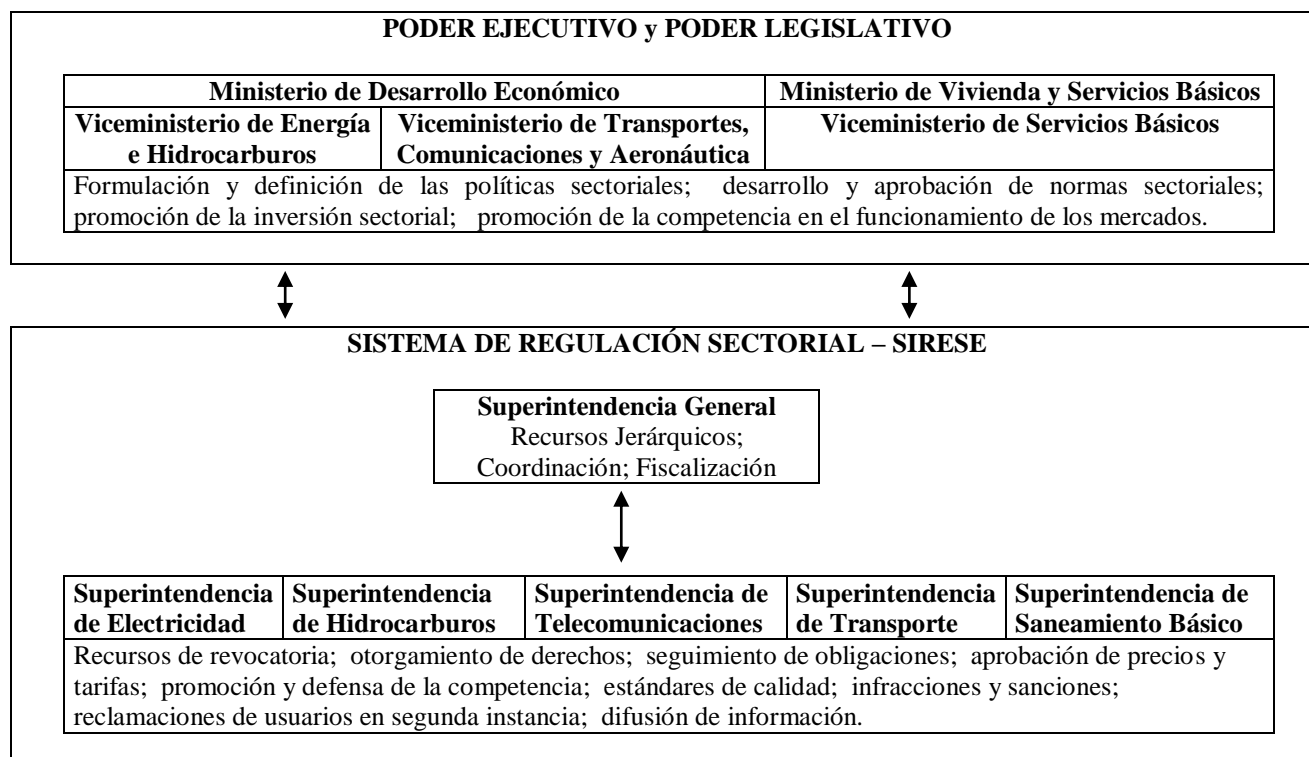 PODER EJECUTIVO y PODER LEGISLATIVO
Ministerio de Desarrollo Económico
Ministerio de Vivienda y Servicios Básicos
Viceministerio de Energía
e Hidrocarburos
Viceministerio de Transportes,
Comunicaciones y Aeronáutica
Viceministerio de Servicios Básicos
Formulación y definición de las políticas sectoriales; desarrollo y aprobación de normas sectoriales;
promoción de la inversión sectorial; promoción de la competencia en el funcionamiento de los mercados.
SISTEMA DE REGULACIÓN SECTORIAL – SIRESE
Superintendencia General
Recursos Jerárquicos;
Coordinación; Fiscalización
Superintendencia
de Electricidad
Superintendencia
de Hidrocarburos
Superintendencia de
Telecomunicaciones
Superintendencia
de Transporte
Superintendencia de
Saneamiento Básico
Recursos de revocatoria; otorgamiento de derechos; seguimiento de obligaciones; aprobación de precios y
tarifas; promoción y defensa de la competencia; estándares de calidad; infracciones y sanciones;
reclamaciones de usuarios en segunda instancia; difusión de información.